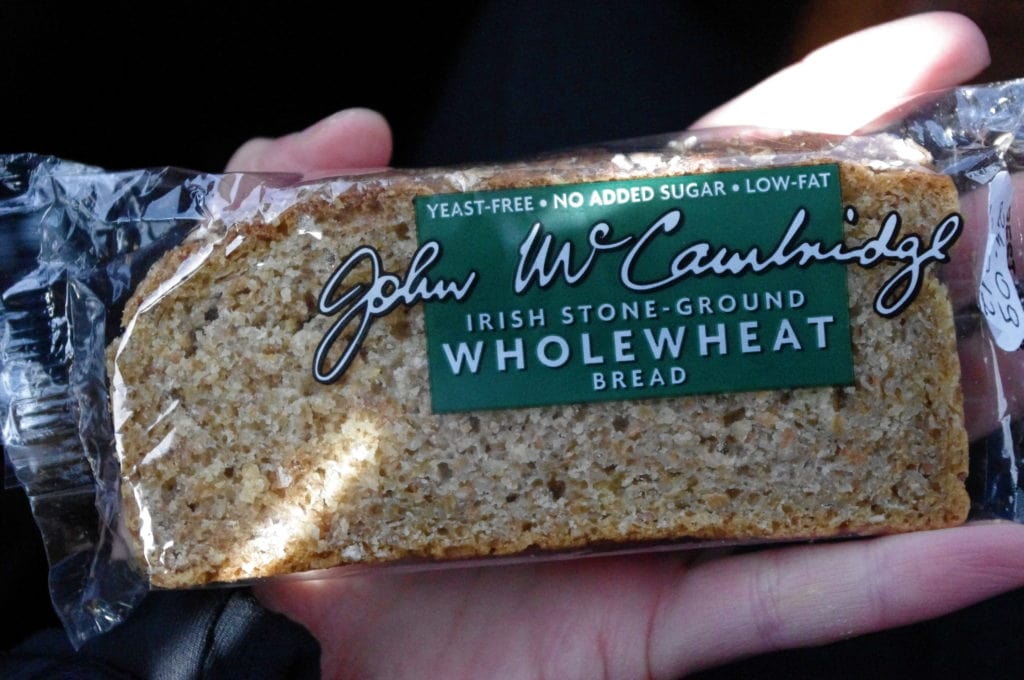 YEAST-FREE • NO ADDED SUGAR • LOW-FAT
John McCambridge
IRISH STONE-GROUND
WHOLEWHEAT
BREAD